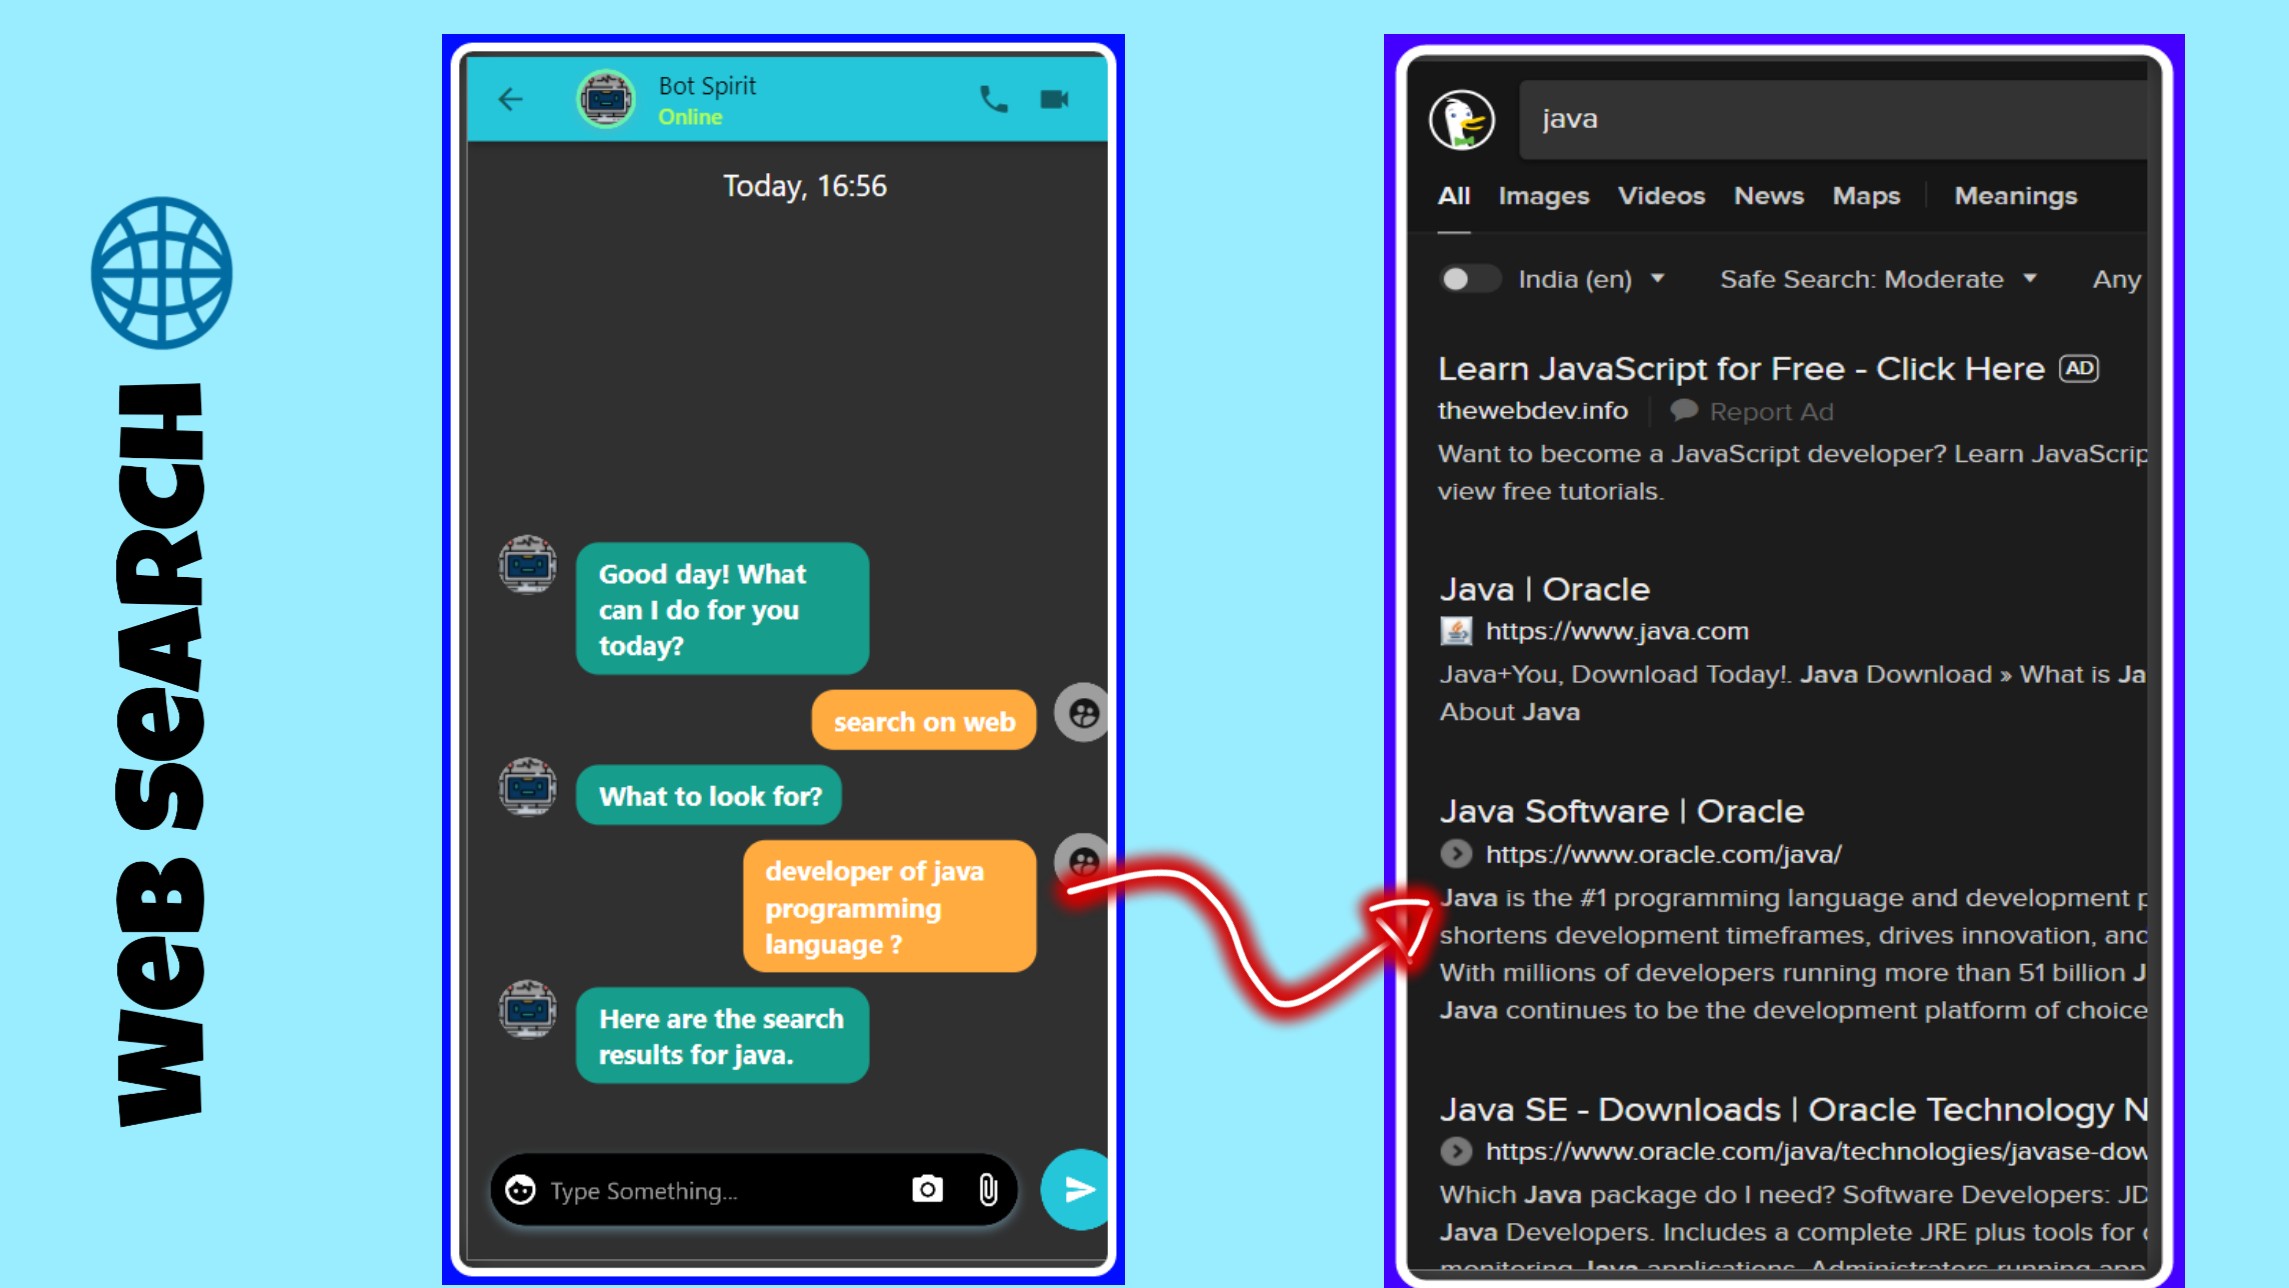 WEB SEARCH
Bot Spirit
Online
Today, 16:56
Good day! What
can I do for you
today?
search on web
What to look for?
developer of java
programming
language ?
Here are the search
results for java.
Type Something...
java
All Images Videos News Maps Meanings
India (en) Safe Search: Moderate Any
Learn JavaScript for Free - Click Here AD
thewebdev.info Report Ad
Want to become a JavaScript developer? Learn JavaScrip
view free tutorials.
Java | Oracle
https://www.java.com
Java+You, Download Today!. Java Download » What is Ja
About Java
Java Software | Oracle
https://www.oracle.com/java/
Java is the #1 programming language and development p
shortens development timeframes, drives innovation, and
With millions of developers running more than 51 billion J
Java continues to be the development platform of choice
Java SE - Downloads | Oracle Technology N
https://www.oracle.com/java/technologies/javase-dow
Which Java package do I need? Software Developers: JD
Java Developers. Includes a complete JRE plus tools for
monitoring Java applications. Administrators running app